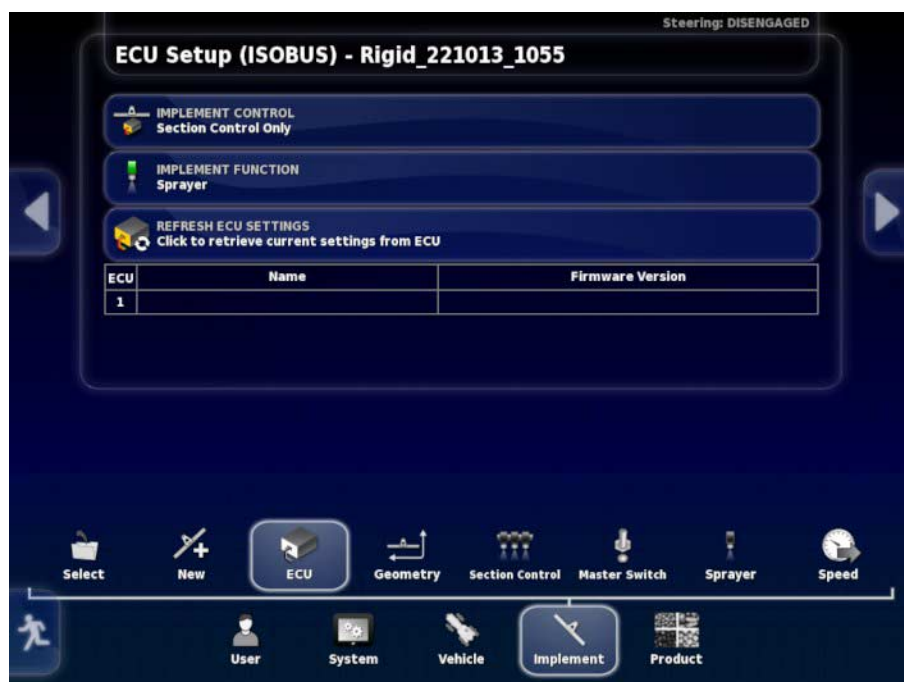 Steering: DISENGAGED
ECU Setup (ISOBUS) - Rigid_221013_1055
IMPLEMENT CONTROL
Section Control Only
IMPLEMENT FUNCTION
Sprayer
REFRESH ECU SETTINGS
Click to retrieve current settings from ECU
ECU Name Firmware Version
1
Select New ECU Geometry Section Control Master Switch Sprayer Speed
User System Vehicle Implement Product